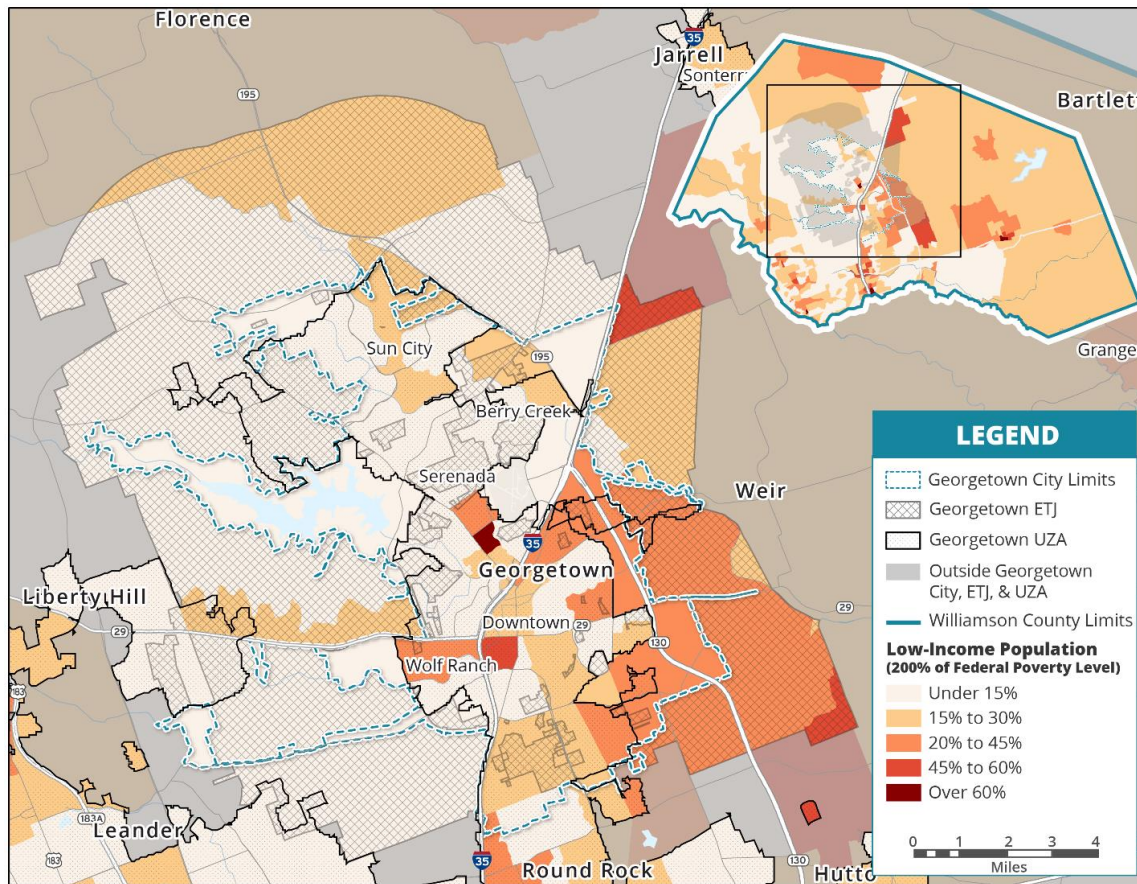 Florence
35
Jarrell
Sonterr
195
Bartlett
Grange
Sun City
195
Berry Creek
Serenada
Weir
35
Georgetown
Liberty Hill
29
29
Downtown
29
Wolf Ranch
130
183
183A
Leander
183
35
Round Rock
130
Hutto
LEGEND
Georgetown City Limits
Georgetown ETJ
Georgetown UZA
Outside Georgetown
City, ETJ, & UZA
Williamson County Limits
Low-Income Population
(200% of Federal Poverty Level)
Under 15%
15% to 30%
20% to 45%
45% to 60%
Over 60%
0 1 2 3 4
Miles